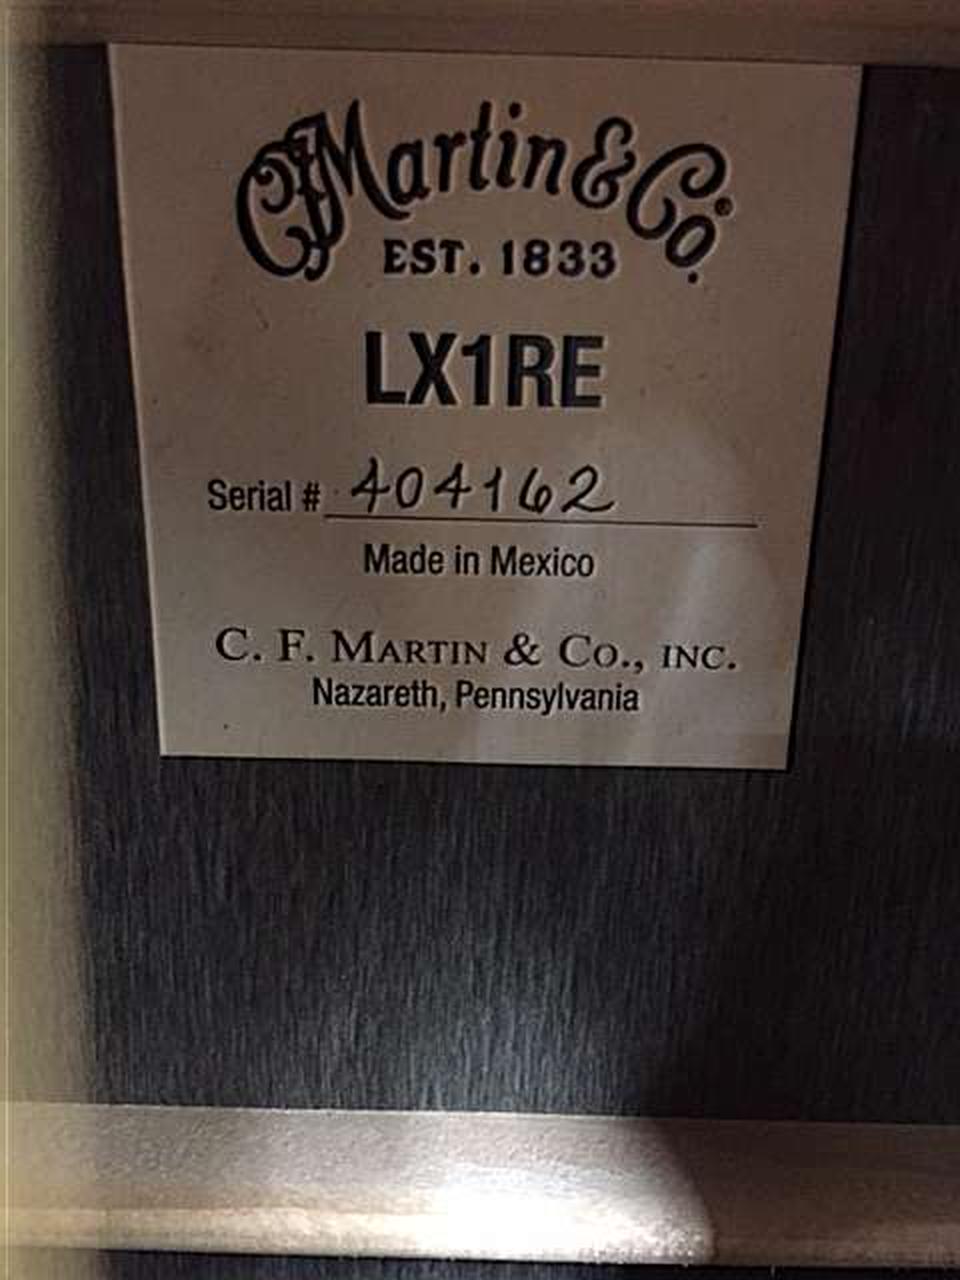 CFMartin & Co.
EST. 1833
LX1RE
Serial # 404162
Made in Mexico
C. F. MARTIN & CO., INC.
Nazareth, Pennsylvania